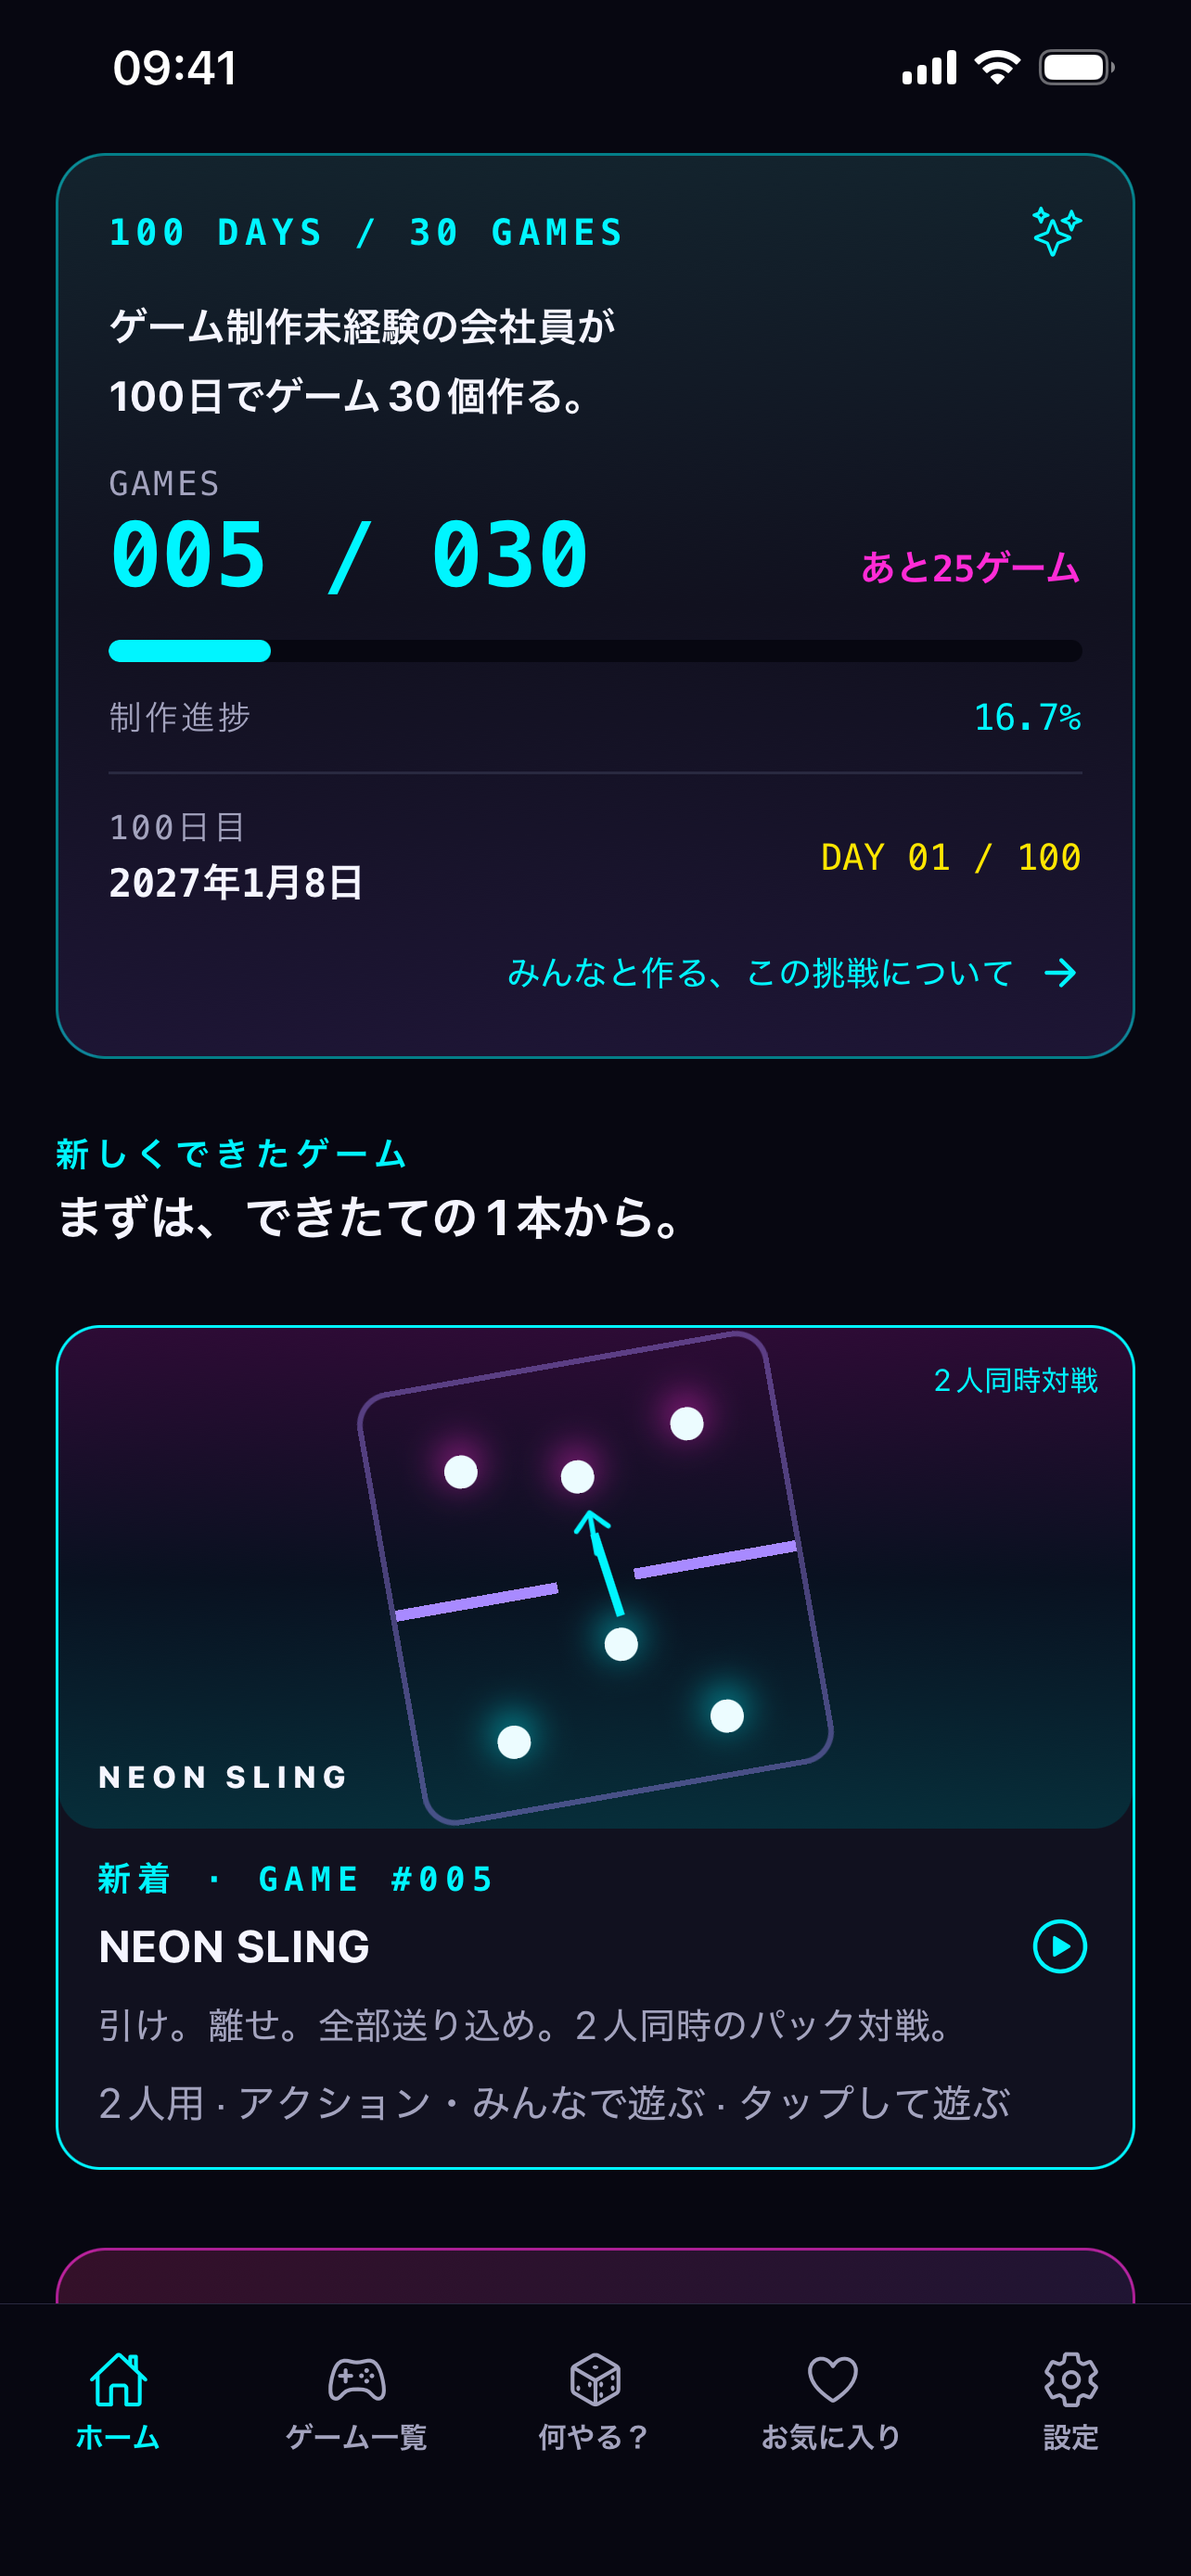 09:41
100 DAYS / 30 GAMES
ゲーム制作未経験の会社員が
100日でゲーム30個作る。
GAMES
005 / 030
あと25ゲーム
制作進捗
16.7%
100日目
2027年1月8日
DAY 01 / 100
みんなと作る、この挑戦について →
新しくできたゲーム
まずは、できたての1本から。
2人同時対戦
NEON SLING
新着 · GAME #005
NEON SLING
引け。離せ。全部送り込め。2人同時のパック対戦。
2人用 · アクション・みんなで遊ぶ · タップして遊ぶ
ホーム
ゲーム一覧
何やる？
お気に入り
設定